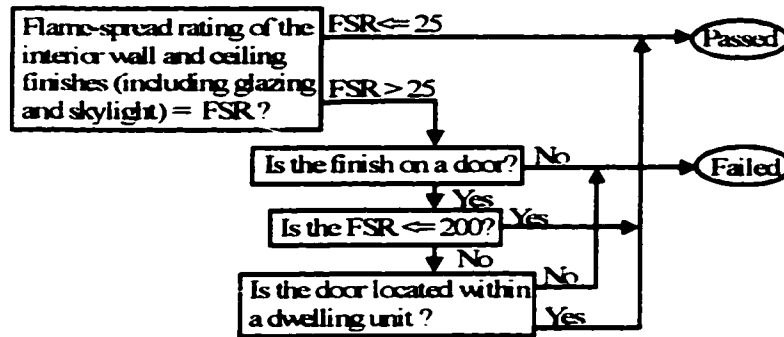 Flame-spread rating of the
interior wall and ceiling
finishes (including glazing
and skylight) = FSR ?
FSR<= 25
Passed
FSR > 25
Is the finish on a door?
No
Failed
Yes
Is the FSR <= 200?
Yes
No
Is the door located within
a dwelling unit ?
No
Yes